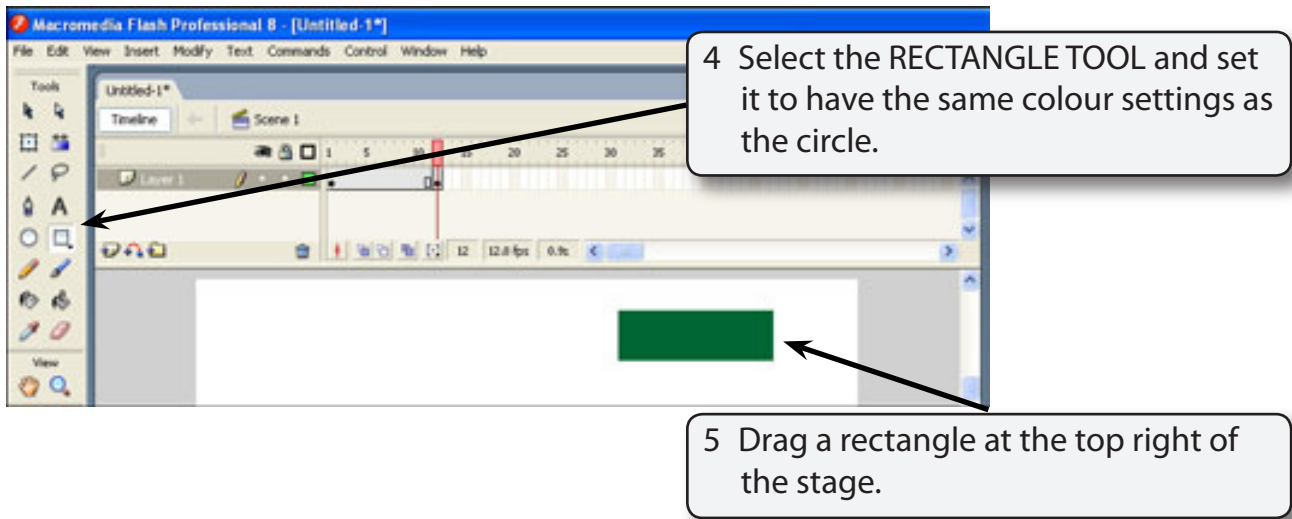 Macromedia Flash Professional 8 - [Untitled-1*]
File Edit View Insert Modify Text Commands Control Window Help
4 Select the RECTANGLE TOOL and set
it to have the same colour settings as
the circle.
Tools
Untitled-1*
Timeline Scene 1
1 5 10 15 20 25 30 35
Layer 1
A
12 12.0 fps 0.9s
View
5 Drag a rectangle at the top right of
the stage.